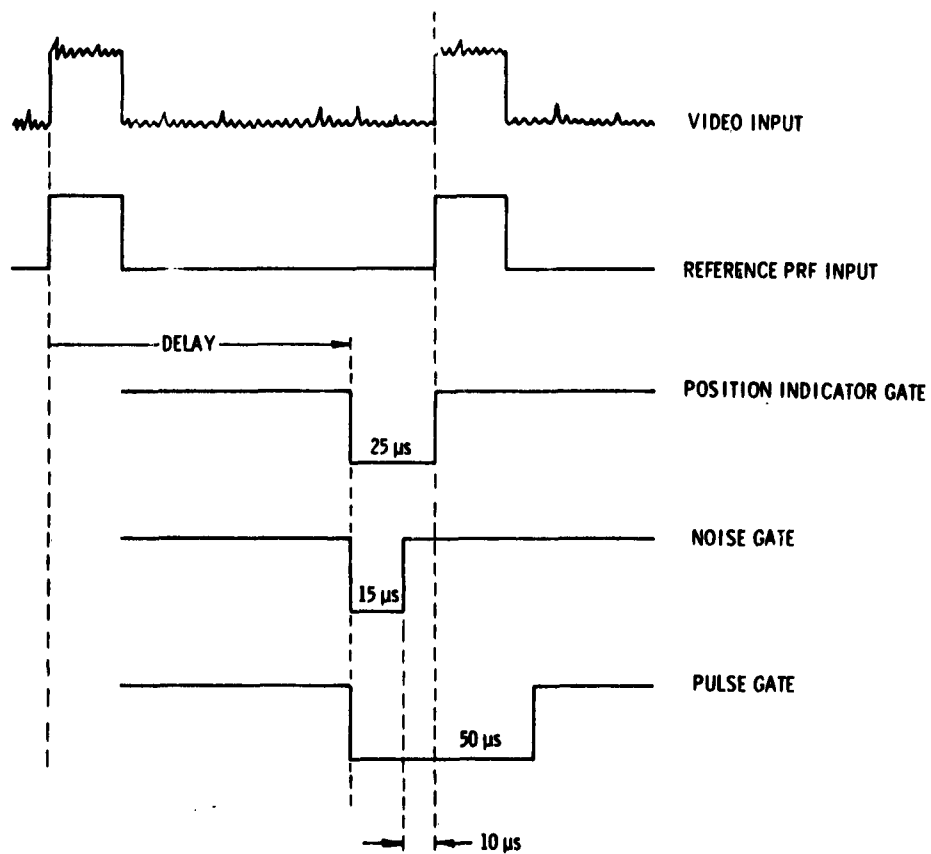 VIDEO INPUT
REFERENCE PRF INPUT
DELAY
POSITION INDICATOR GATE
25 µs
NOISE GATE
15 µs
PULSE GATE
50 µs
10 µs